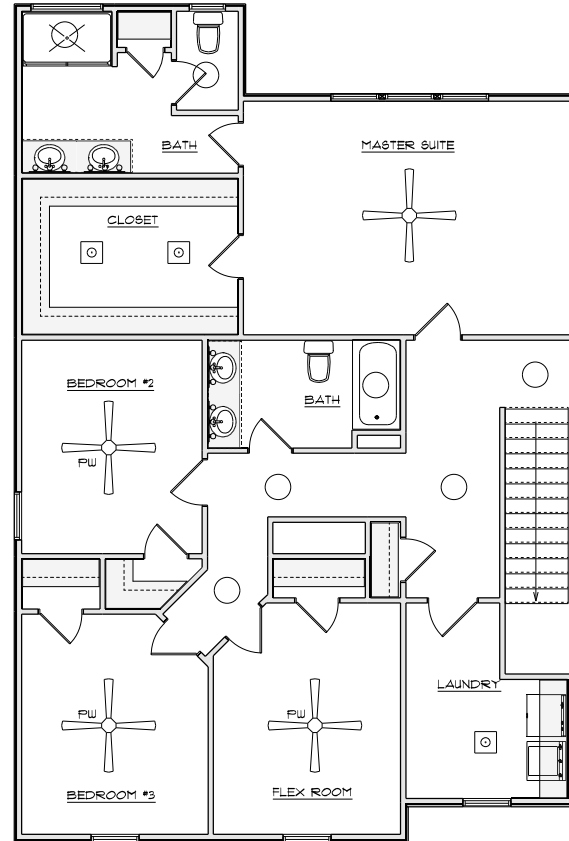 BATH
MASTER SUITE
CLOSET
BEDROOM #2
BATH
PW
LAUNDRY
PW
PW
BEDROOM #3
FLEX ROOM